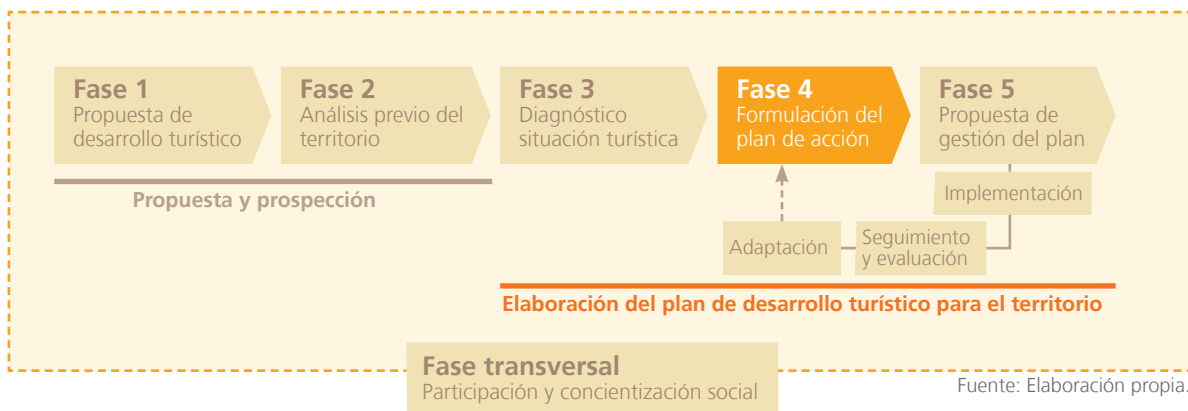 Fase 1
Propuesta de
desarrollo turístico
Fase 2
Análisis previo del
territorio
Fase 3
Diagnóstico
situación turística
Fase 4
Formulación del
plan de acción
Fase 5
Propuesta de
gestión del plan
Propuesta y prospección
Implementación
Adaptación
Seguimiento
y evaluación
Elaboración del plan de desarrollo turístico para el territorio
Fase transversal
Participación y concientización social
Fuente: Elaboración propia.